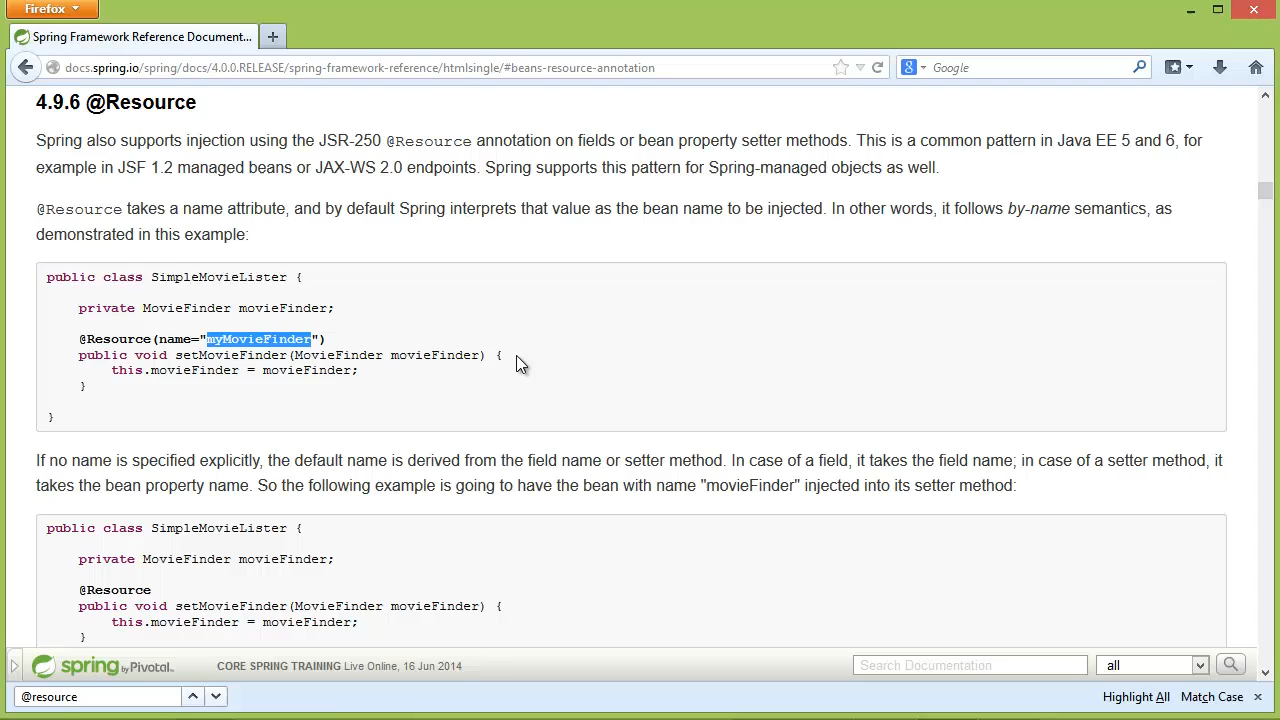 Firefox
Spring Framework Reference Document...
docs.spring.io/spring/docs/4.0.0.RELEASE/spring-framework-reference/htmlsingle/#beans-resource-annotation
Google
4.9.6 @Resource
Spring also supports injection using the JSR-250 @Resource annotation on fields or bean property setter methods. This is a common pattern in Java EE 5 and 6, for
example in JSF 1.2 managed beans or JAX-WS 2.0 endpoints. Spring supports this pattern for Spring-managed objects as well.
@Resource takes a name attribute, and by default Spring interprets that value as the bean name to be injected. In other words, it follows by-name semantics, as
demonstrated in this example:
public class SimpleMovieLister {
private MovieFinder movieFinder;
@Resource(name="myMovieFinder")
public void setMovieFinder(MovieFinder movieFinder) {
this.movieFinder = movieFinder;
}
}
If no name is specified explicitly, the default name is derived from the field name or setter method. In case of a field, it takes the field name; in case of a setter method, it
takes the bean property name. So the following example is going to have the bean with name "movieFinder" injected into its setter method:
public class SimpleMovieLister {
private MovieFinder movieFinder;
@Resource
public void setMovieFinder(MovieFinder movieFinder) {
this.movieFinder = movieFinder;
}
spring by Pivotal. CORE SPRING TRAINING Live Online, 16 Jun 2014 Search Documentation all
@resource Highlight All Match Case